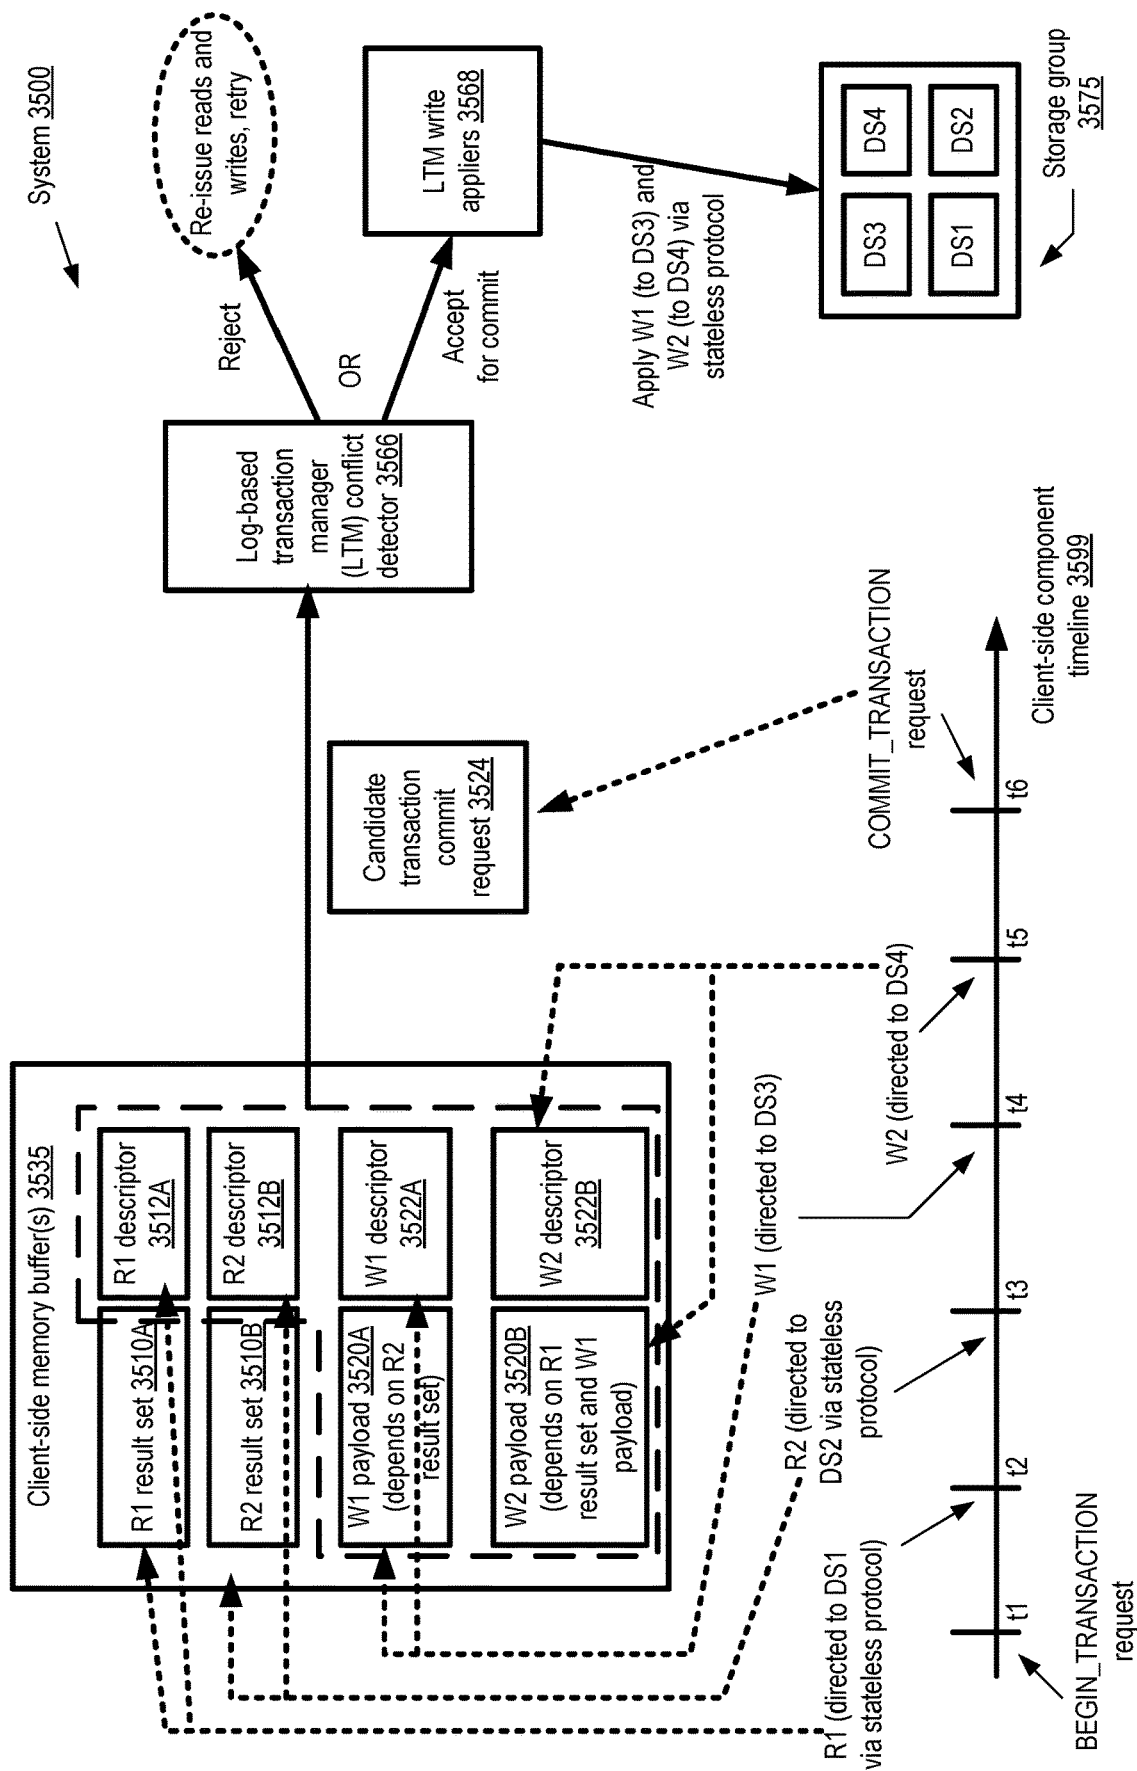 System 3500
Client-side memory buffer(s) 3535
R1 result set 3510A
R1 descriptor
3512A
R2 result set 3510B
R2 descriptor
3512B
W1 payload 3520A
(depends on R2
result set)
W1 descriptor
3522A
W2 payload 3520B
(depends on R1
result set and W1
payload)
W2 descriptor
3522B
Candidate
transaction
commit
request 3524
Log-based
transaction
manager
(LTM) conflict
detector 3566
Reject
OR
Accept
for commit
Re-issue reads and
writes, retry
LTM write
appliers 3568
Apply W1 (to DS3) and
W2 (to DS4) via
stateless protocol
DS3
DS4
DS1
DS2
Storage group
3575
R1 (directed to DS1
via stateless protocol)
R2 (directed to
DS2 via stateless
protocol)
W1 (directed to DS3)
W2 (directed to DS4)
COMMIT_TRANSACTION
request
t1
t2
t3
t4
t5
t6
BEGIN_TRANSACTION
request
Client-side component
timeline 3599